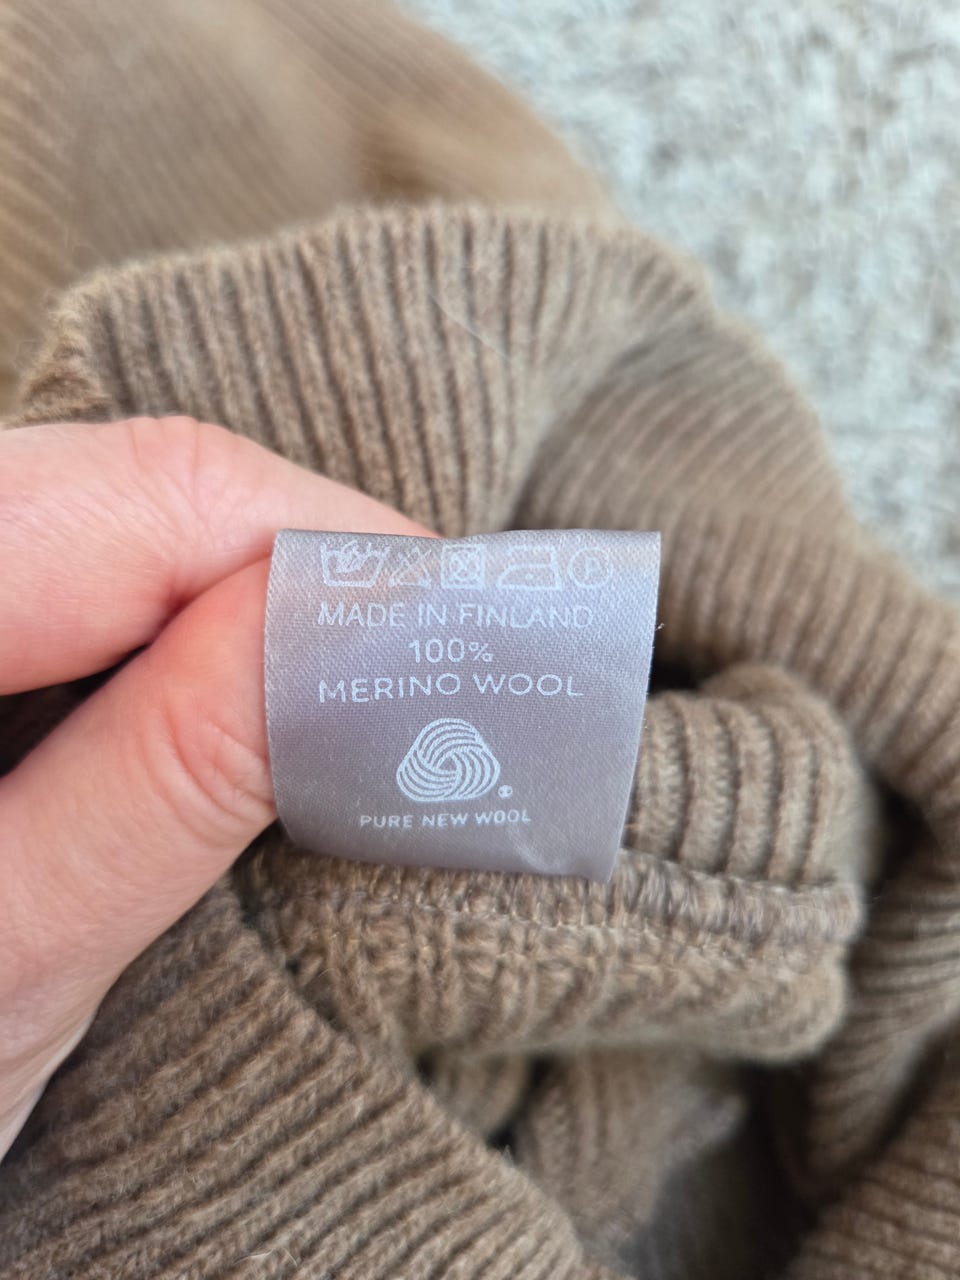 P
MADE IN FINLAND
100%
MERINO WOOL
PURE NEW WOOL